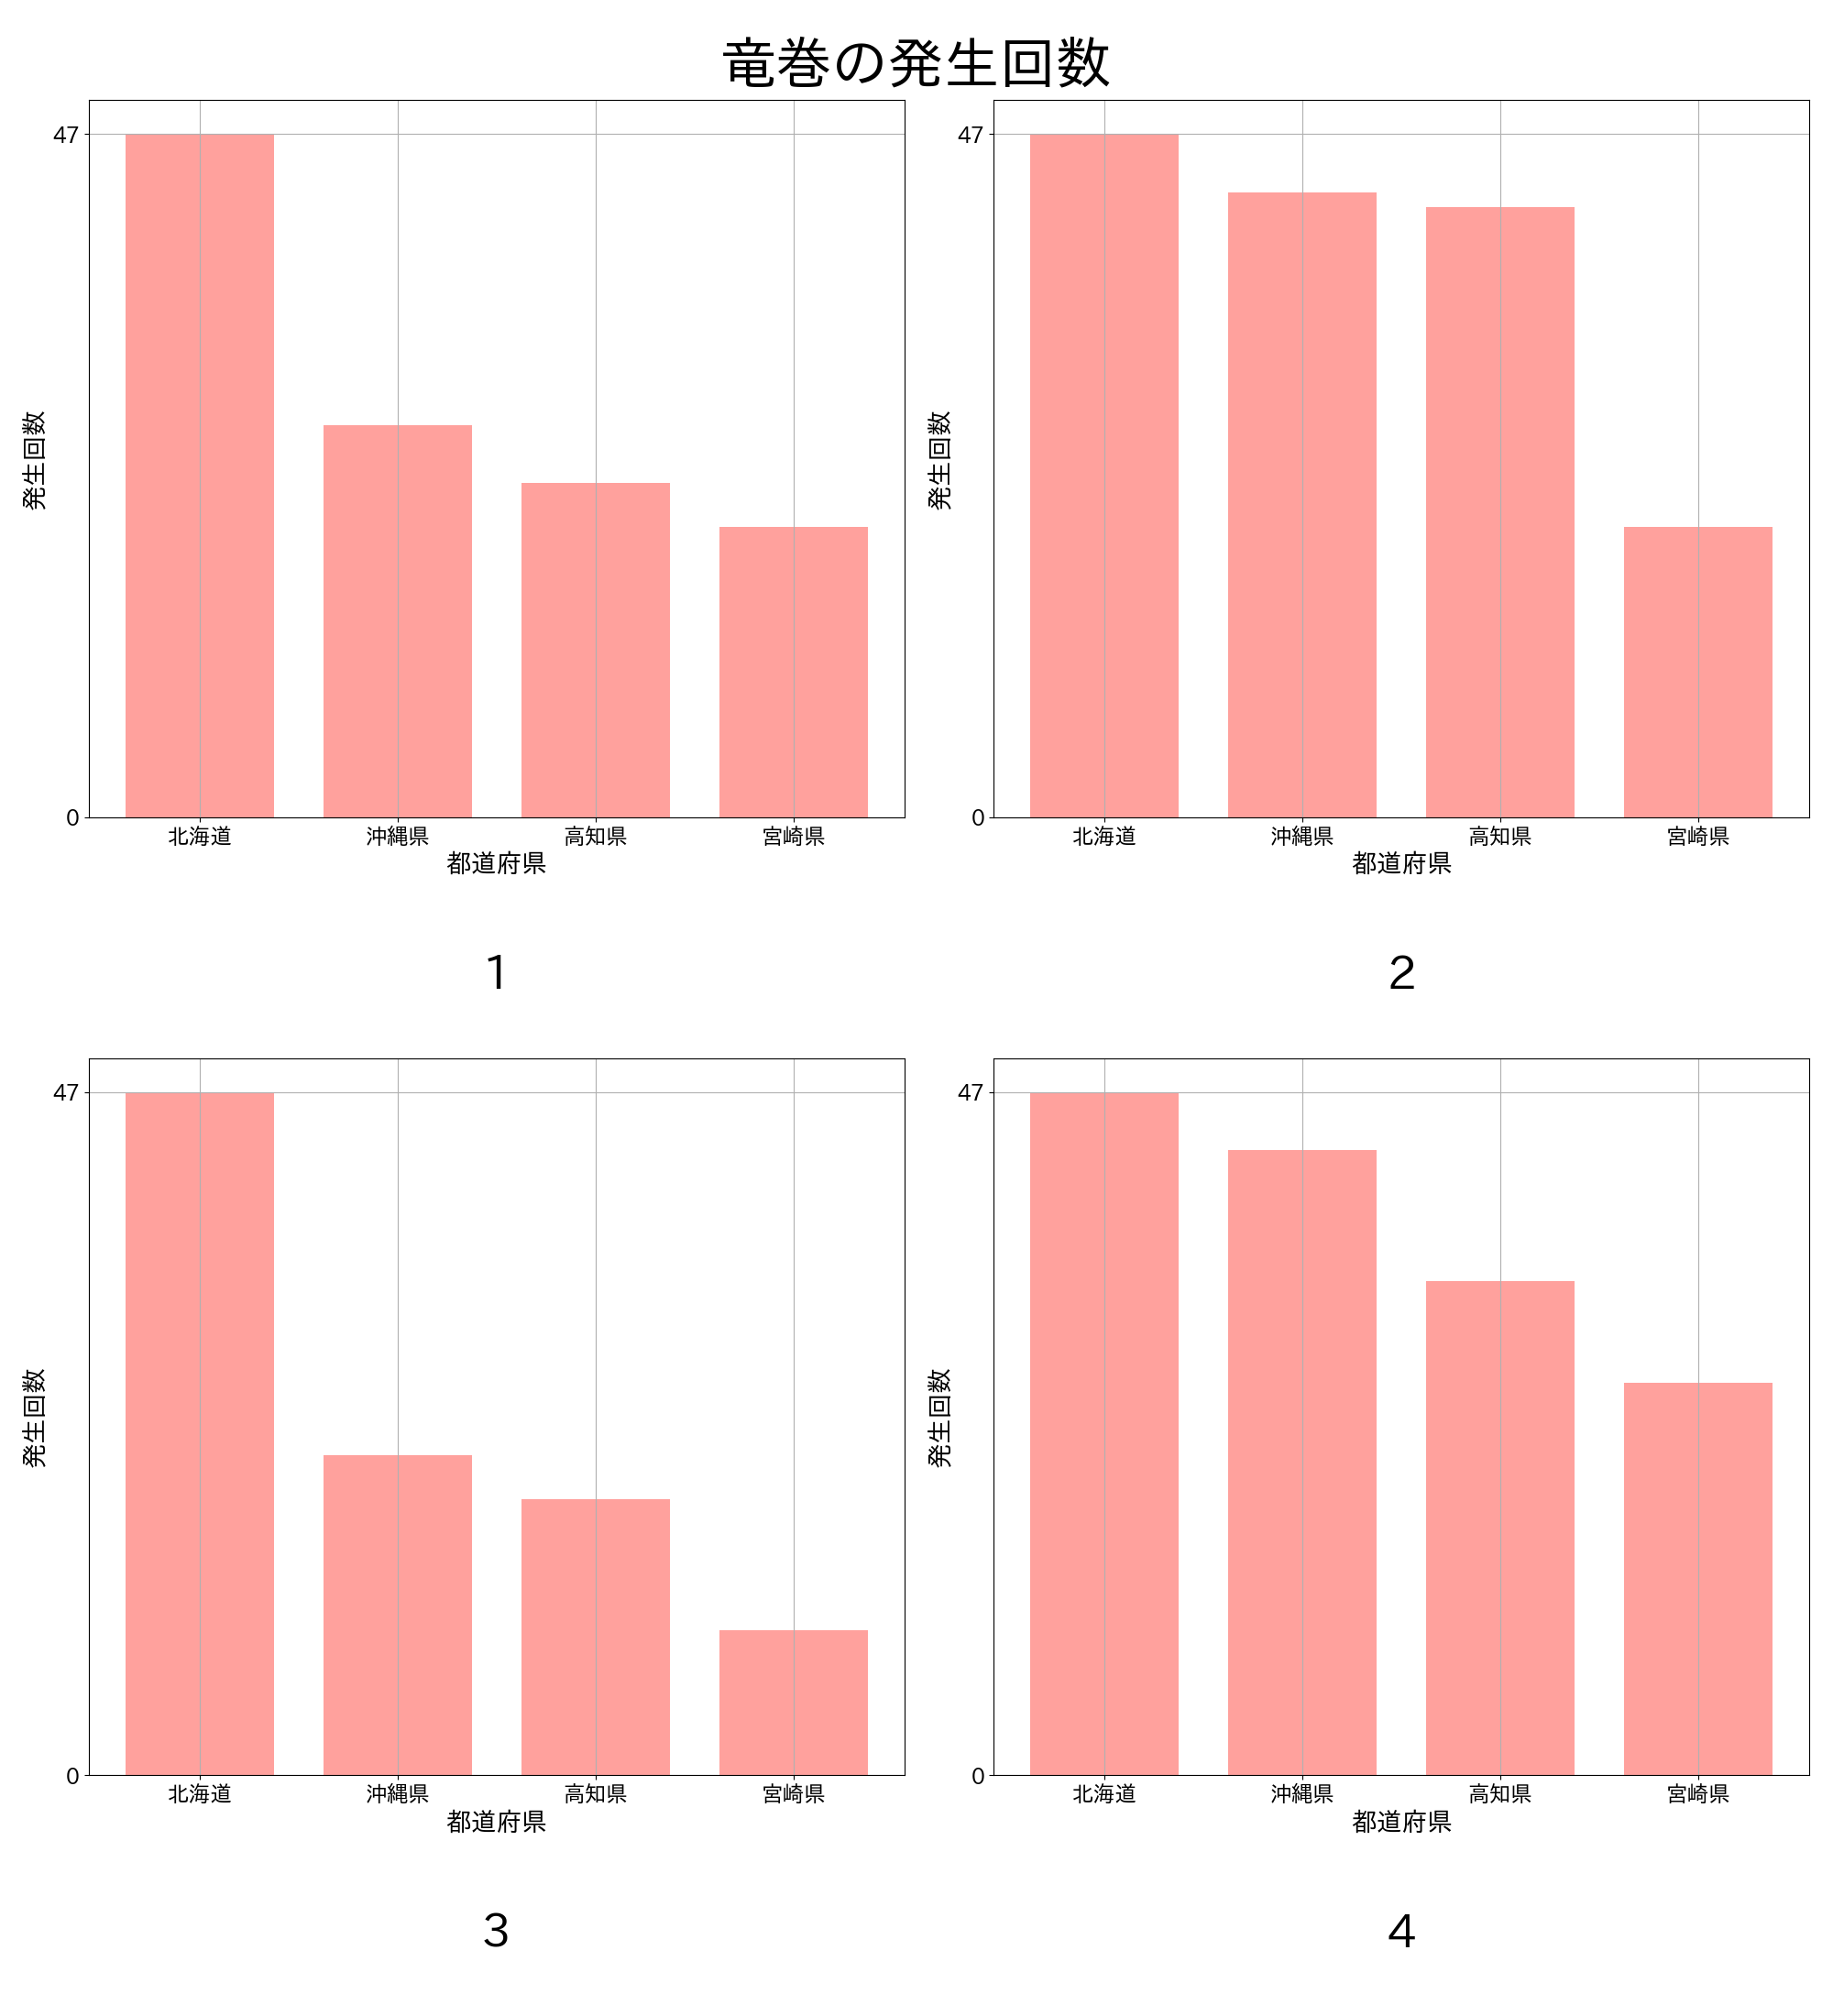 竜巻の発生回数
47
発生回数
0
北海道 沖縄県 高知県 宮崎県
都道府県
1
47
発生回数
0
北海道 沖縄県 高知県 宮崎県
都道府県
2
47
発生回数
0
北海道 沖縄県 高知県 宮崎県
都道府県
3
47
発生回数
0
北海道 沖縄県 高知県 宮崎県
都道府県
4